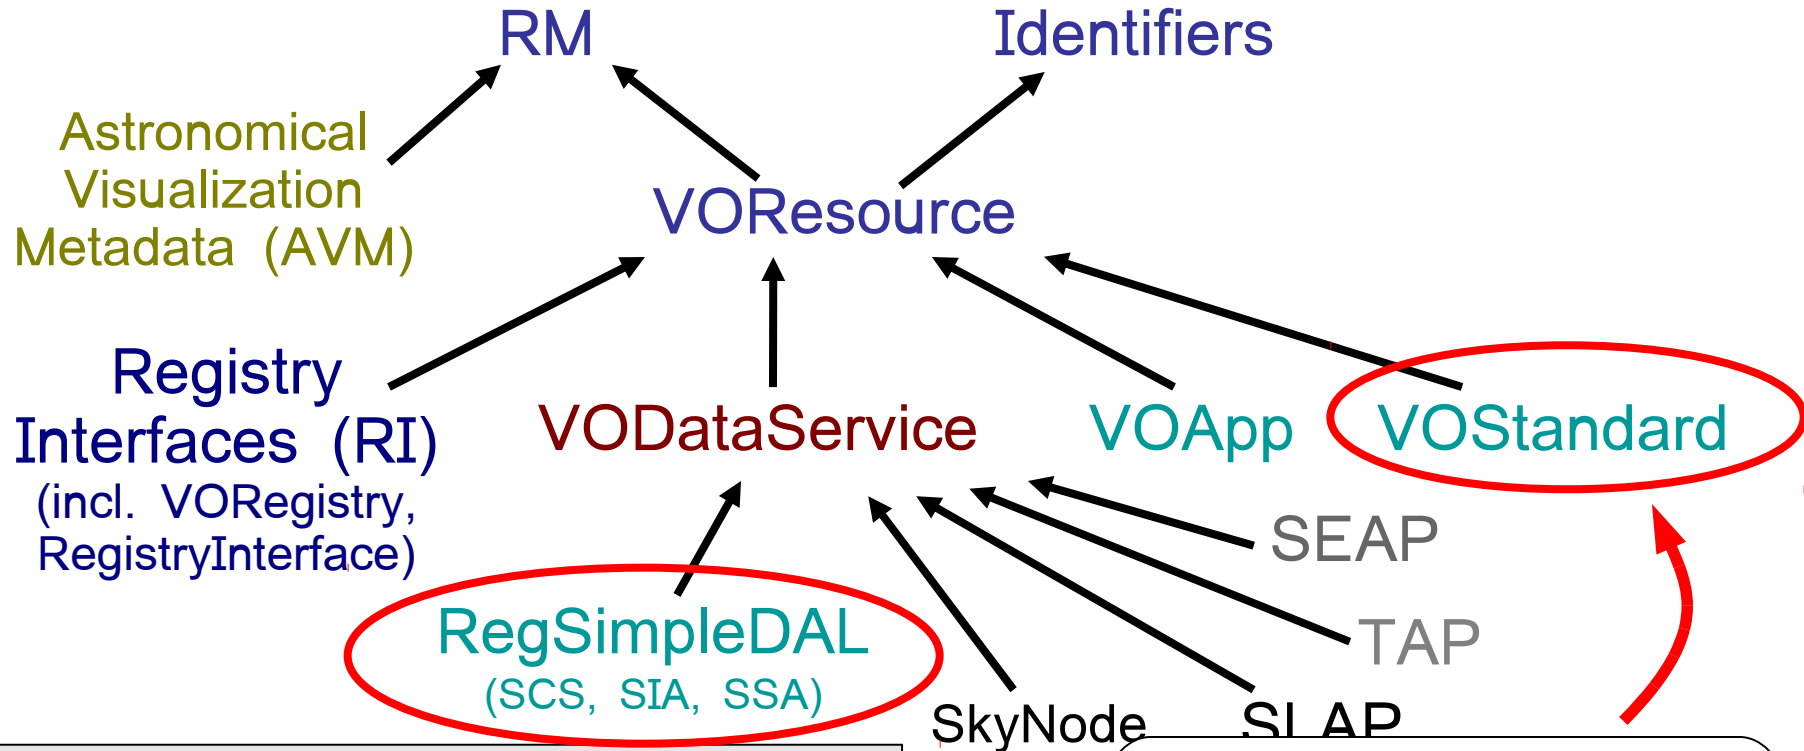 RM
Identifiers
Astronomical
Visualization
Metadata (AVM)
VOResource
Registry
Interfaces (RI)
(incl. VORegistry,
RegistryInterface)
VODataService
VOApp
VOStandard
SEAP
TAP
RegSimpleDAL
(SCS, SIA, SSA)
SkyNode
SLAP